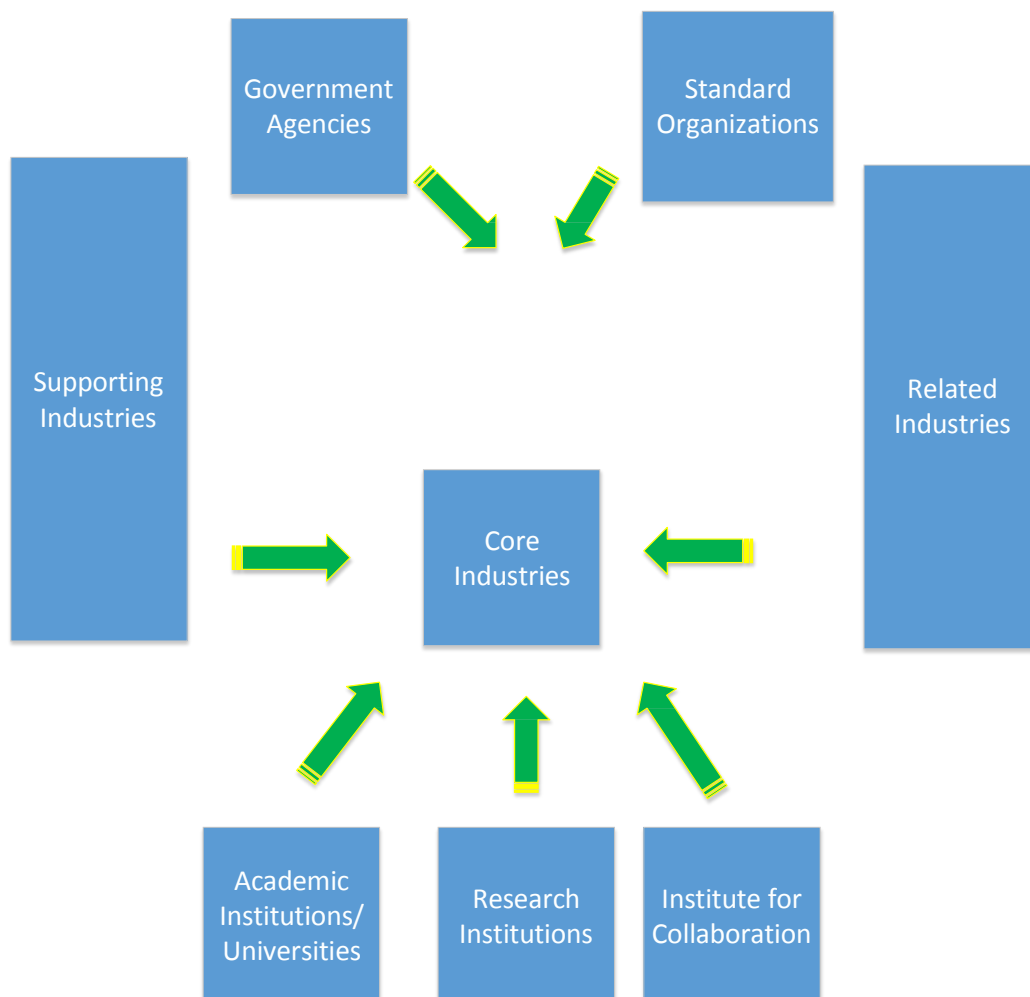 Government
Agencies
Standard
Organizations
Supporting
Industries
Related
Industries
Core
Industries
Academic
Institutions/
Universities
Research
Institutions
Institute for
Collaboration